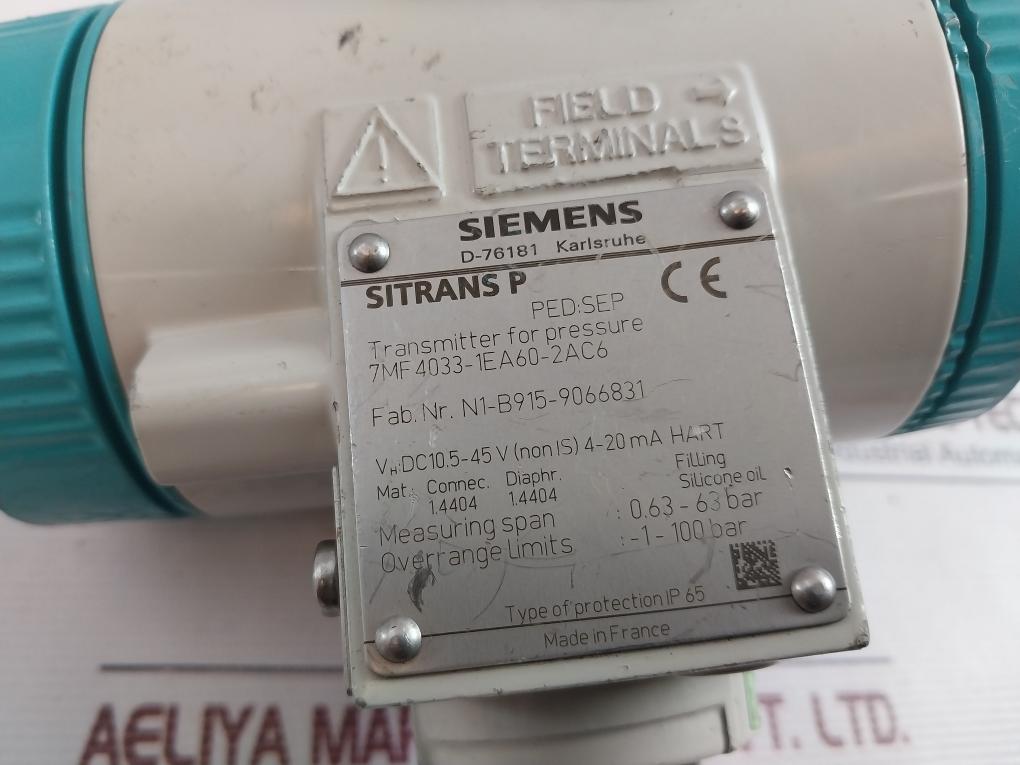 FIELD →
TERMINALS
SIEMENS
D-76181 Karlsruhe
SITRANS P CE
PED:SEP
Transmitter for pressure
7MF4033-1EA60-2AC6
Fab. Nr. N1-B915-9066831
VH:DC10.5-45 V (non IS) 4-20 mA HART
Mat.: Connec. Diaphr. Filling
1.4404 1.4404 Silicone oil
Measuring span : 0.63 - 63 bar
Overrange limits : -1 - 100 bar
Type of protection IP 65
Made in France
AELIYA MAR T. LTD.